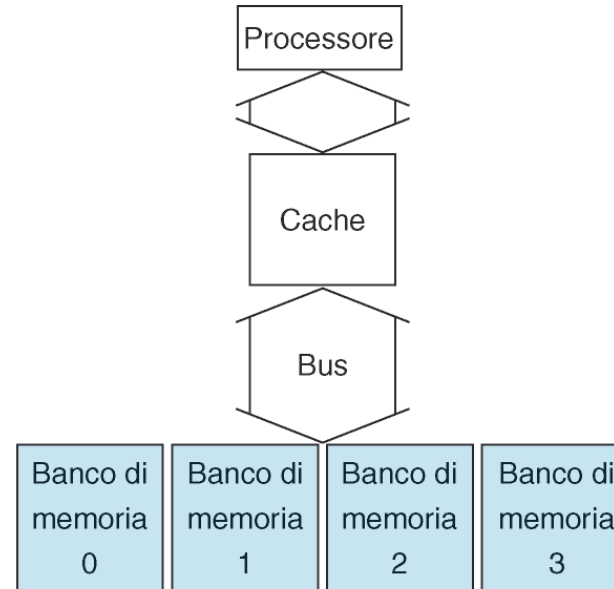 Processore
Cache
Bus
Banco di
memoria
0
Banco di
memoria
1
Banco di
memoria
2
Banco di
memoria
3